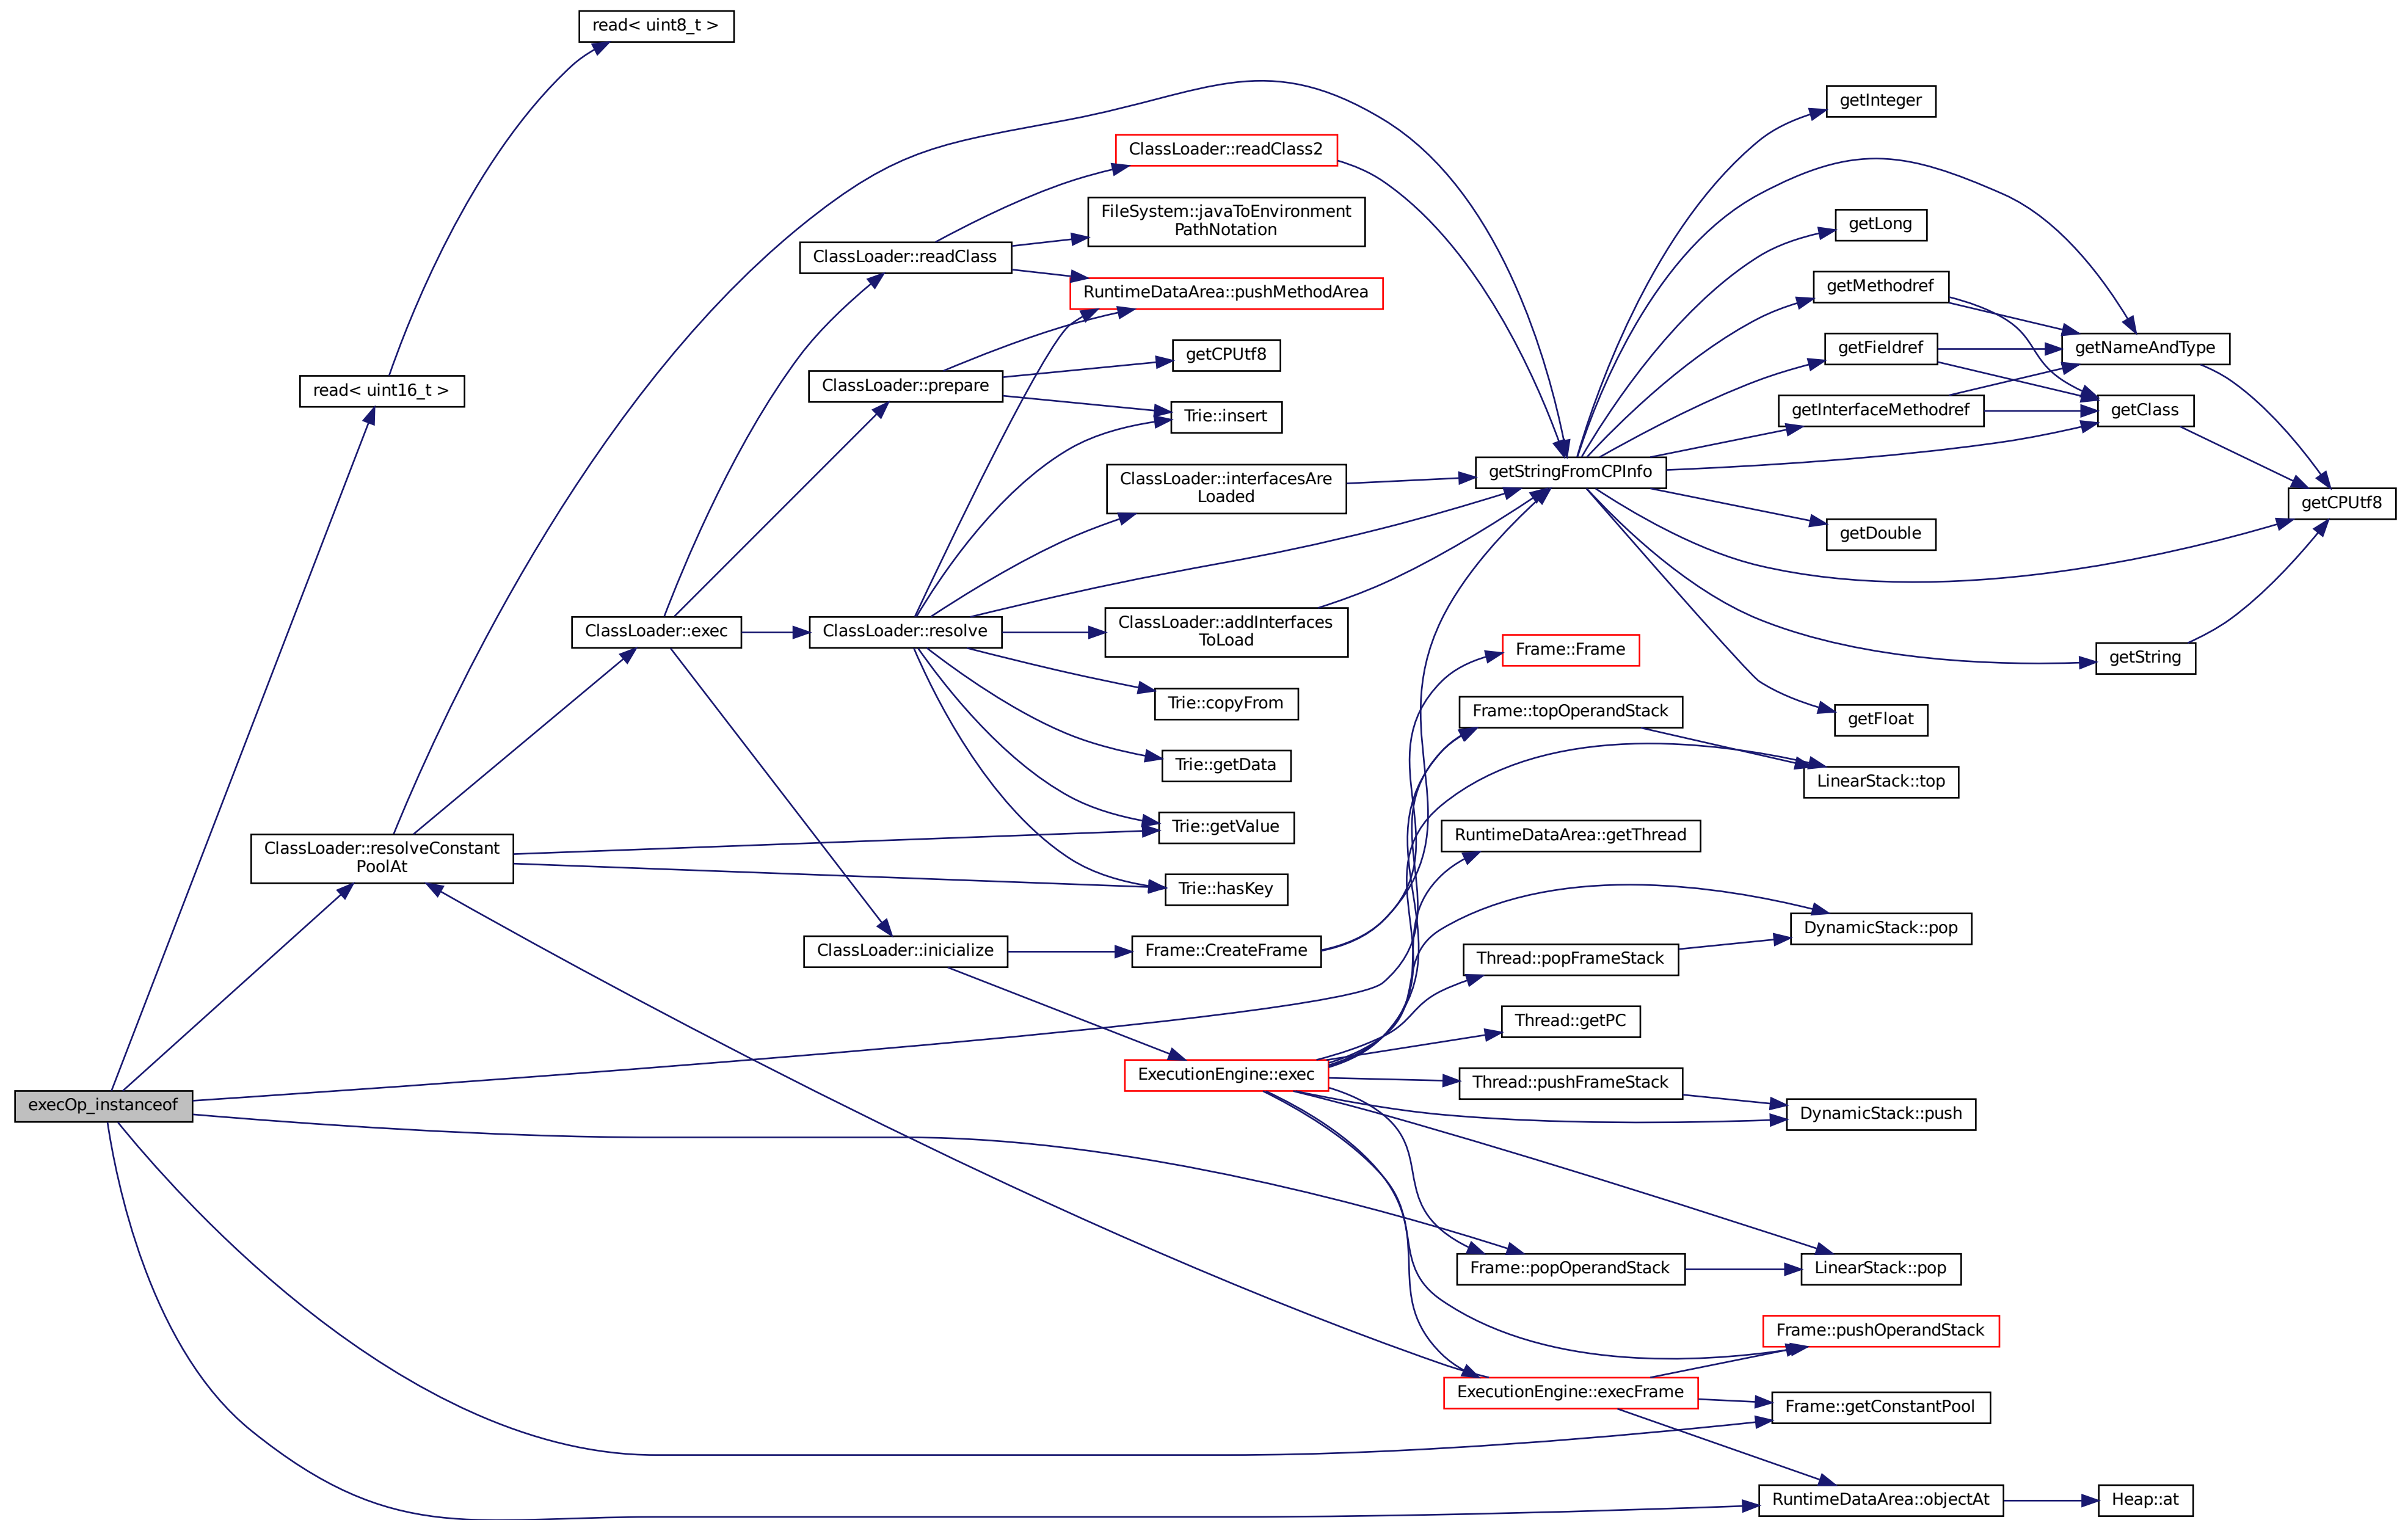 read< uint8_t >
getInteger
ClassLoader::readClass2
FileSystem::javaToEnvironment
PathNotation
getLong
ClassLoader::readClass
getMethodref
RuntimeDataArea::pushMethodArea
getFieldref
getNameAndType
getCPUtf8
ClassLoader::prepare
read< uint16_t >
getInterfaceMethodref
getClass
Trie::insert
getStringFromCPInfo
ClassLoader::interfacesAre
Loaded
getCPUtf8
getDouble
ClassLoader::exec
ClassLoader::resolve
ClassLoader::addInterfaces
ToLoad
Frame::Frame
getString
Trie::copyFrom
Frame::topOperandStack
getFloat
Trie::getData
LinearStack::top
Trie::getValue
RuntimeDataArea::getThread
ClassLoader::resolveConstant
PoolAt
Trie::hasKey
DynamicStack::pop
ClassLoader::inicialize
Frame::CreateFrame
Thread::popFrameStack
Thread::getPC
ExecutionEngine::exec
Thread::pushFrameStack
execOp_instanceof
DynamicStack::push
Frame::popOperandStack
LinearStack::pop
Frame::pushOperandStack
ExecutionEngine::execFrame
Frame::getConstantPool
RuntimeDataArea::objectAt
Heap::at